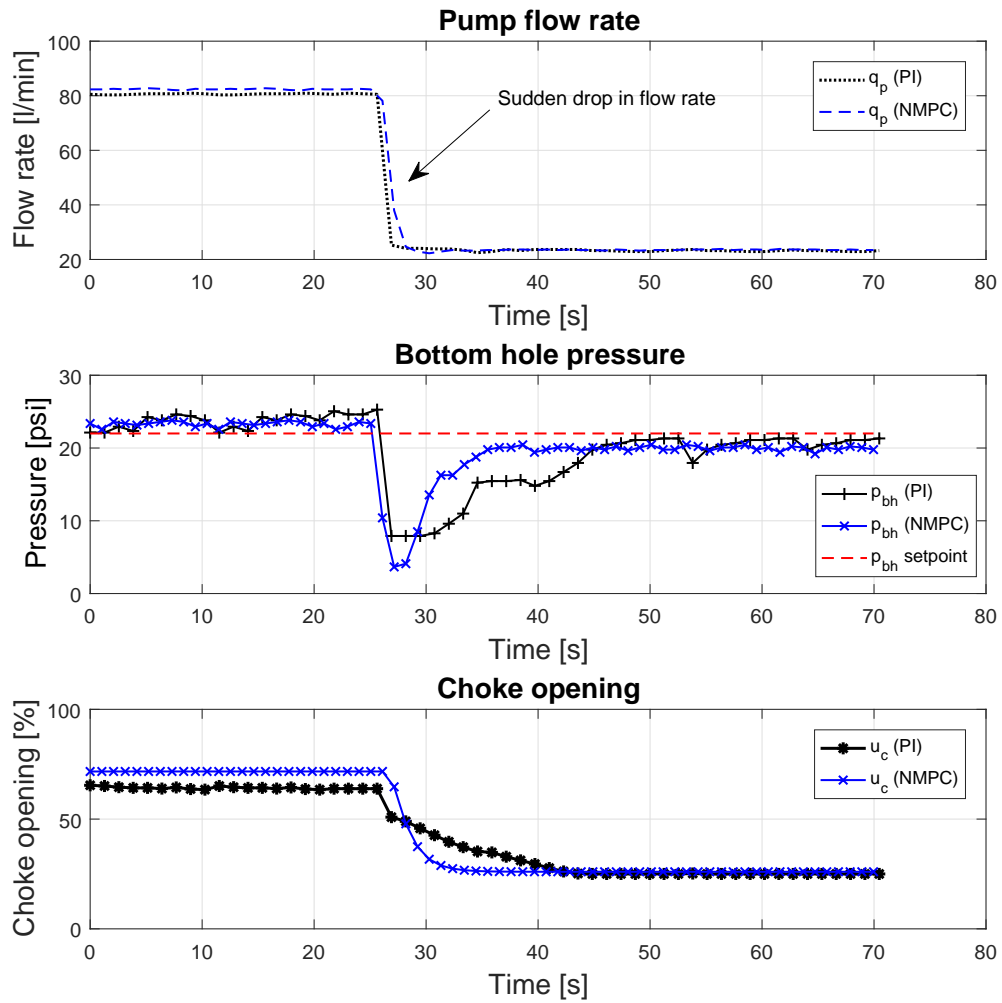 Pump flow rate
100
80
60
40
20
Flow rate [l/min]
q_p (PI)
q_p (NMPC)
Sudden drop in flow rate
0 10 20 30 40 50 60 70 80
Time [s]
Bottom hole pressure
30
20
10
0
Pressure [psi]
p_bh (PI)
p_bh (NMPC)
p_bh setpoint
0 10 20 30 40 50 60 70 80
Time [s]
Choke opening
100
50
0
Choke opening [%]
u_c (PI)
u_c (NMPC)
0 10 20 30 40 50 60 70 80
Time [s]